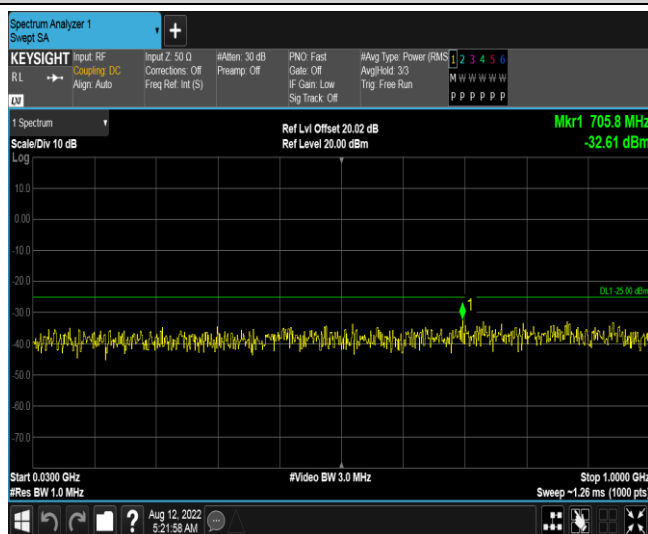 Spectrum Analyzer 1
Swept SA
+
KEYSIGHT
R L
LXI
Input: RF
Coupling: DC
Align: Auto
Input Z: 50 Ω
Corrections: Off
Freq Ref: Int (S)
#Atten: 30 dB
Preamp: Off
PNO: Fast
Gate: Off
IF Gain: Low
Sig Track: Off
#Avg Type: Power (RMS
Avg|Hold: 3/3
Trig: Free Run
1 2 3 4 5 6
M W W W W W
P P P P P P
1 Spectrum
Scale/Div 10 dB
Log
Ref Lvl Offset 20.02 dB
Ref Level 20.00 dBm
Mkr1 705.8 MHz
-32.61 dBm
10.0
0.00
-10.0
-20.0
DL1 -25.00 dBm
1
-30.0
-40.0
-50.0
-60.0
-70.0
Start 0.0300 GHz
#Video BW 3.0 MHz
Stop 1.0000 GHz
#Res BW 1.0 MHz
Sweep ~1.26 ms (1000 pts)
?
Aug 12, 2022
5:21:58 AM